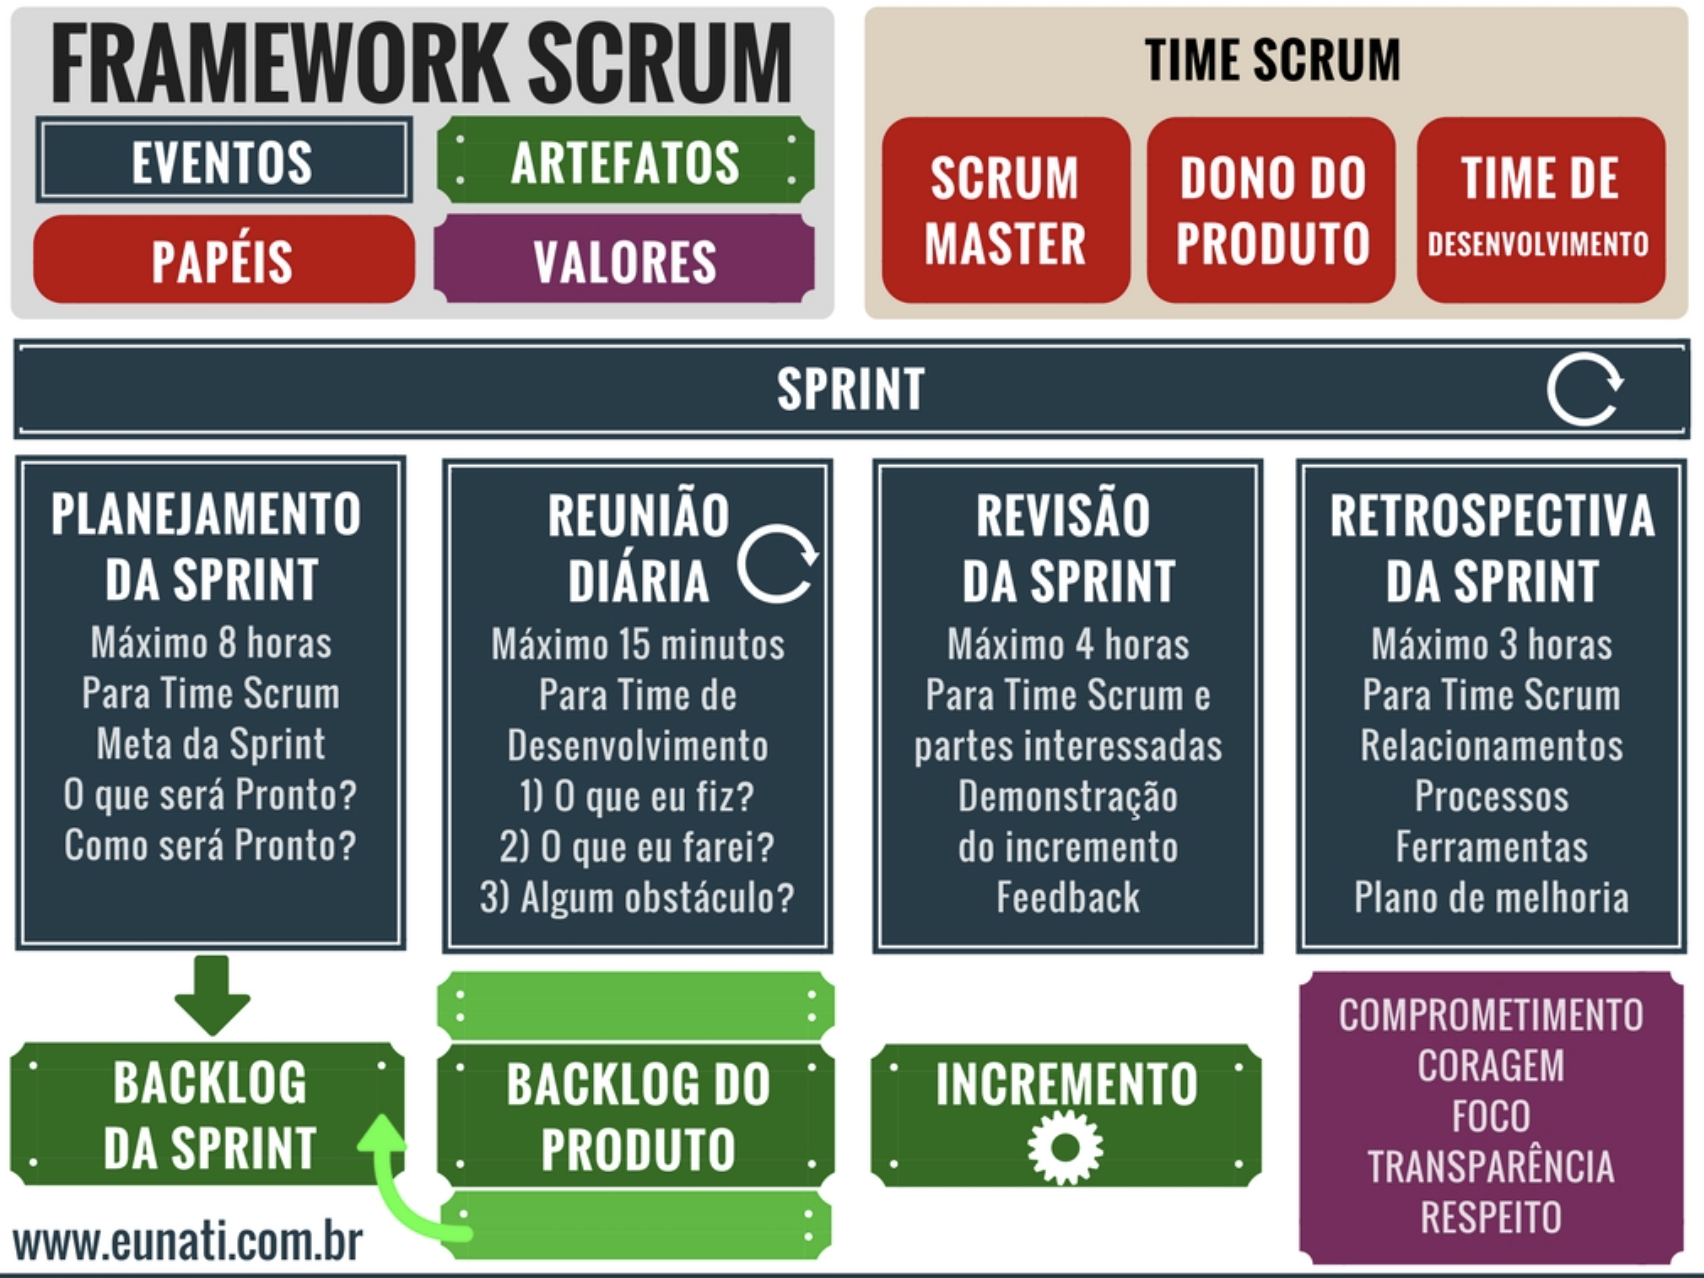 FRAMEWORK SCRUM
EVENTOS
ARTEFATOS
PAPÉIS
VALORES
TIME SCRUM
SCRUM
MASTER
DONO DO
PRODUTO
TIME DE
DESENVOLVIMENTO
SPRINT
PLANEJAMENTO
DA SPRINT
Máximo 8 horas
Para Time Scrum
Meta da Sprint
O que será Pronto?
Como será Pronto?
REUNIÃO
DIÁRIA
Máximo 15 minutos
Para Time de
Desenvolvimento
1) O que eu fiz?
2) O que eu farei?
3) Algum obstáculo?
REVISÃO
DA SPRINT
Máximo 4 horas
Para Time Scrum e
partes interessadas
Demonstração
do incremento
Feedback
RETROSPECTIVA
DA SPRINT
Máximo 3 horas
Para Time Scrum
Relacionamentos
Processos
Ferramentas
Plano de melhoria
BACKLOG
DA SPRINT
BACKLOG DO
PRODUTO
INCREMENTO
COMPROMETIMENTO
CORAGEM
FOCO
TRANSPARÊNCIA
RESPEITO
www.eunati.com.br